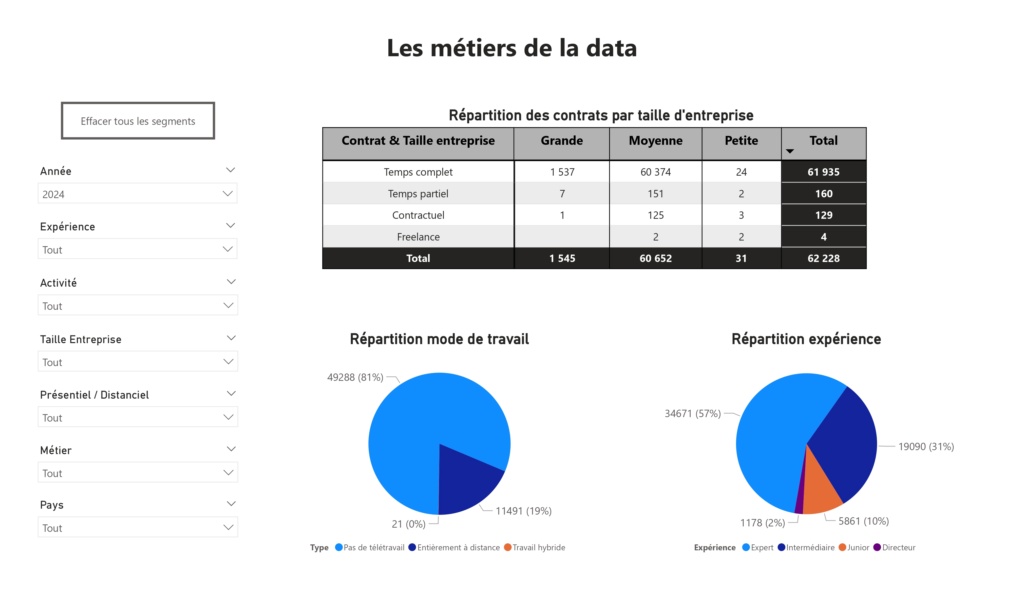 Les métiers de la data
Effacer tous les segments
Année
2024
Expérience
Tout
Activité
Tout
Taille Entreprise
Tout
Présentiel / Distanciel
Tout
Métier
Tout
Pays
Tout
Répartition des contrats par taille d'entreprise
Contrat & Taille entreprise Grande Moyenne Petite Total
Temps complet 1 537 60 374 24 61 935
Temps partiel 7 151 2 160
Contractuel 1 125 3 129
Freelance 2 2 4
Total 1 545 60 652 31 62 228
Répartition mode de travail
49288 (81%)
11491 (19%)
21 (0%)
Type Pas de télétravail Entièrement à distance Travail hybride
Répartition expérience
34671 (57%)
19090 (31%)
1178 (2%)
5861 (10%)
Expérience Expert Intermédiaire Junior Directeur